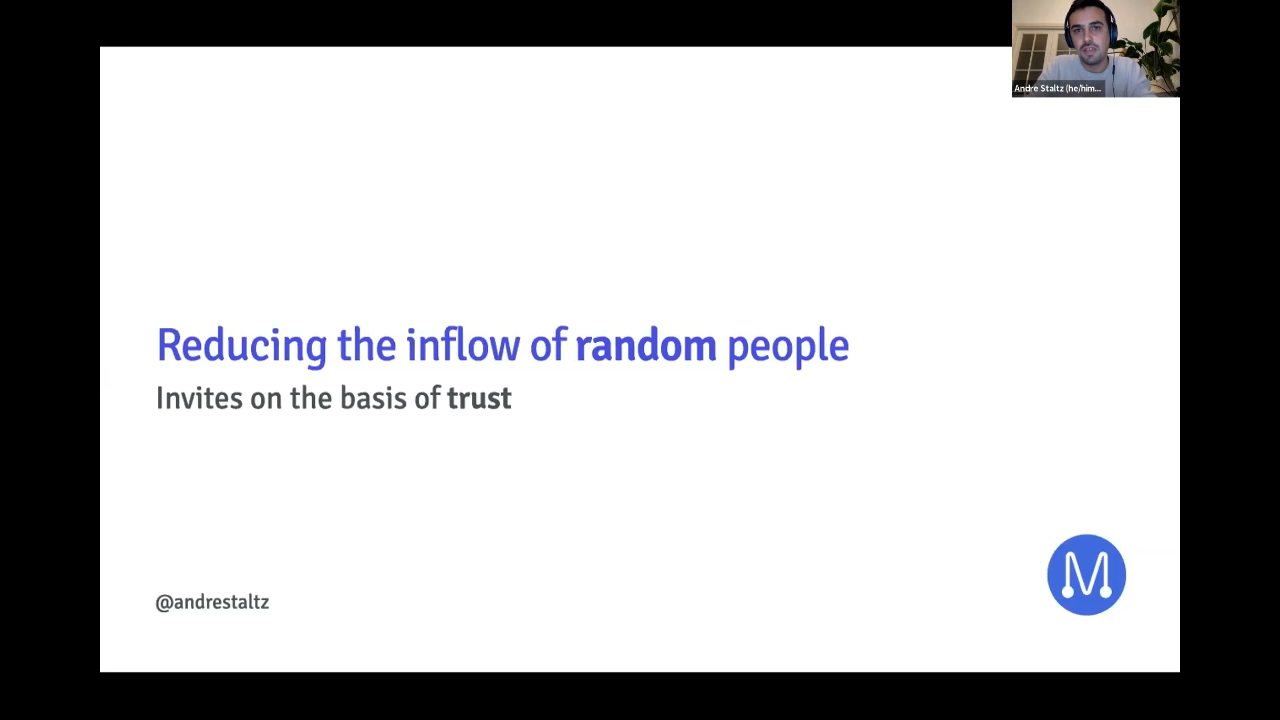 Andre Staltz (he/him...
Reducing the inflow of random people
Invites on the basis of trust
@andrestaltz
M